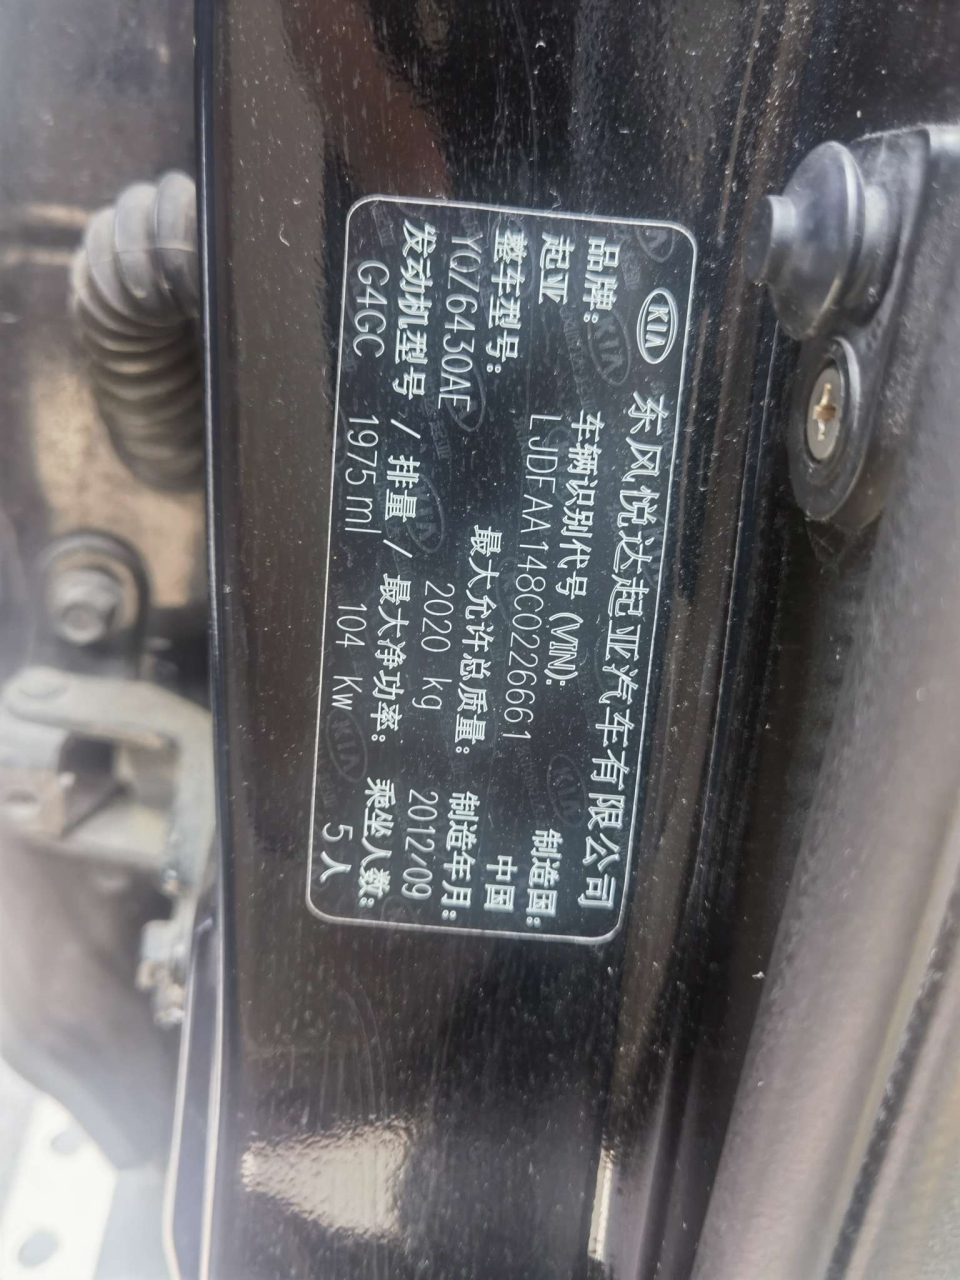 KIA 东风悦达起亚汽车有限公司
品牌: 车辆识别代号 (VIN): 制造国:
起亚 LJDFAA148C0226661 中国
整车型号: 最大允许总质量: 制造年月:
YQZ6430AE 2020 kg 2012/09
发动机型号 / 排量 / 最大净功率: 乘坐人数:
G4GC 1975ml 104 Kw 5人